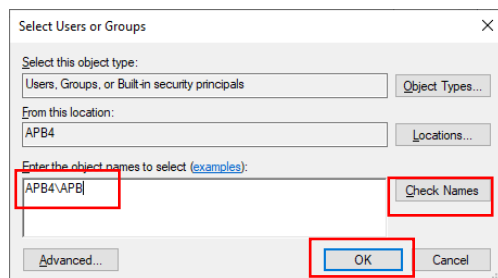 Select Users or Groups
Select this object type:
Users, Groups, or Built-in security principals
Object Types...
From this location:
APB4
Locations...
Enter the object names to select (examples):
APB4\APB
Check Names
Advanced...
OK
Cancel